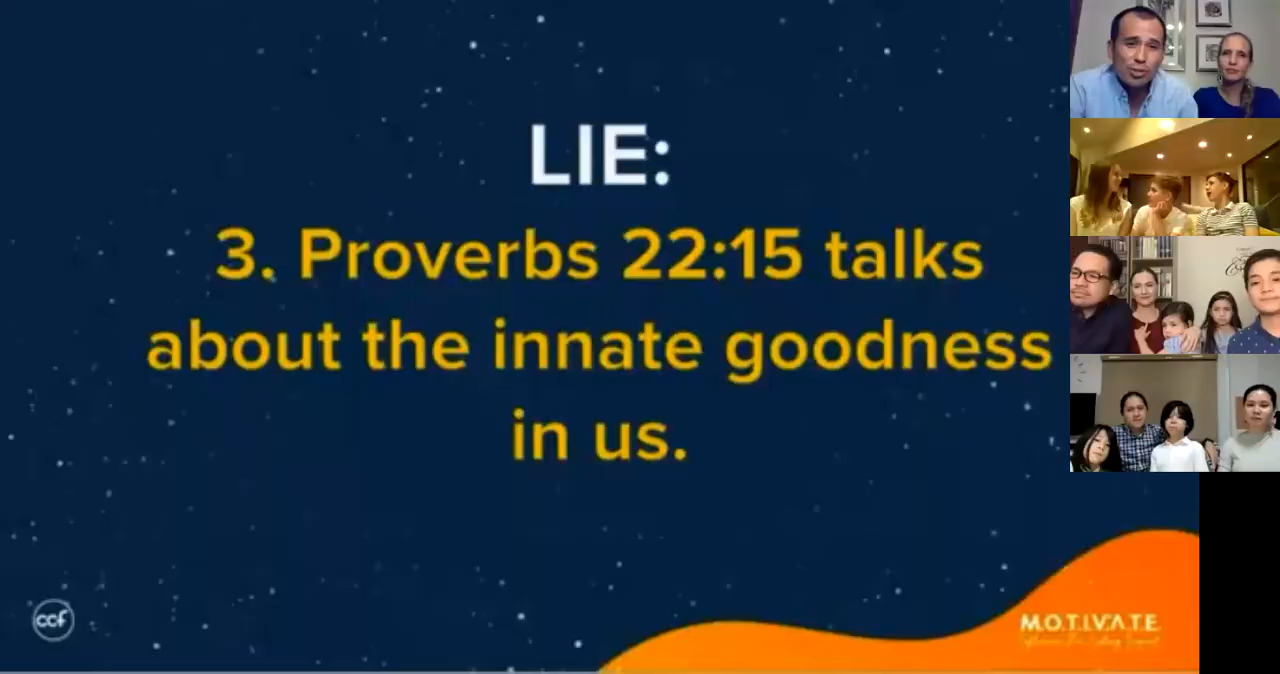 LIE:
3. Proverbs 22:15 talks
about the innate goodness
in us.
ccf
M.O.T.I.V.A.T.E.